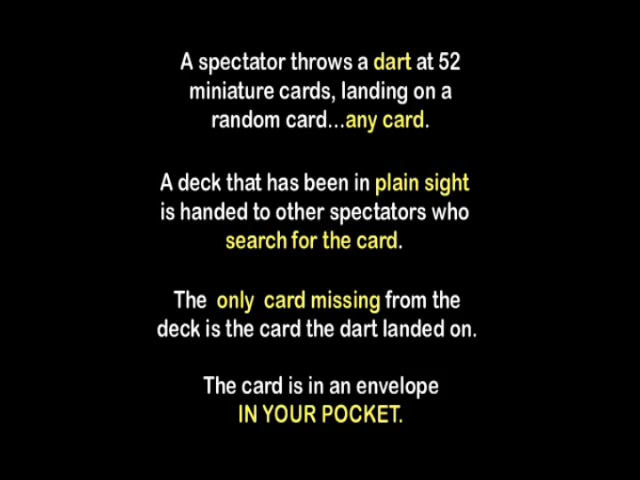 A spectator throws a dart at 52
miniature cards, landing on a
random card...any card.
A deck that has been in plain sight
is handed to other spectators who
search for the card.
The only card missing from the
deck is the card the dart landed on.
The card is in an envelope
IN YOUR POCKET.